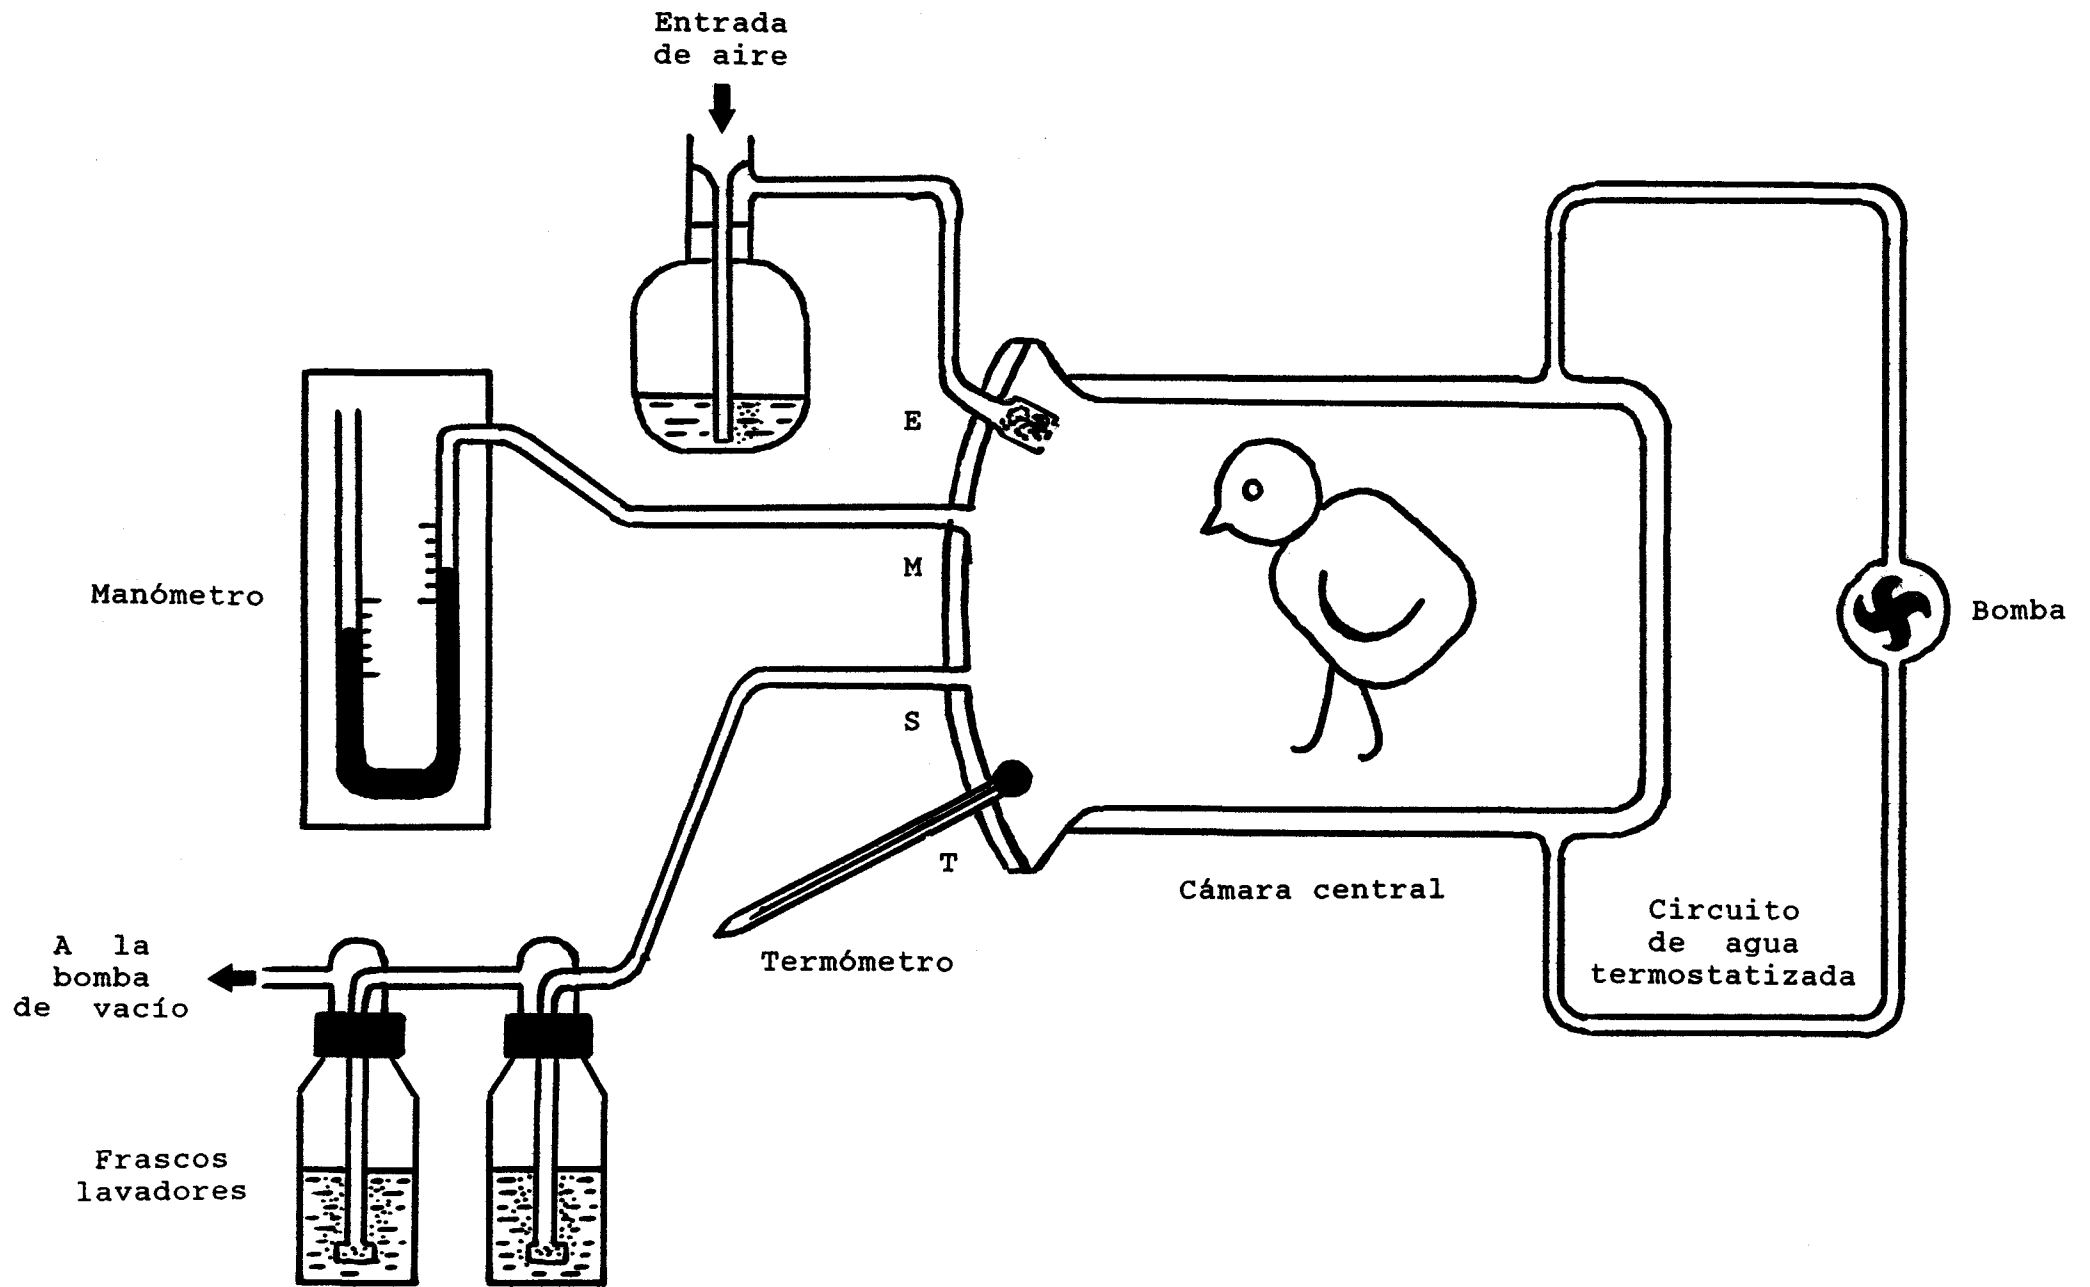 Entrada
de aire
E
M
Manómetro
Bomba
S
T
Cámara central
Circuito
de agua
termostatizada
A la
bomba
de vacío
Termómetro
Frascos
lavadores